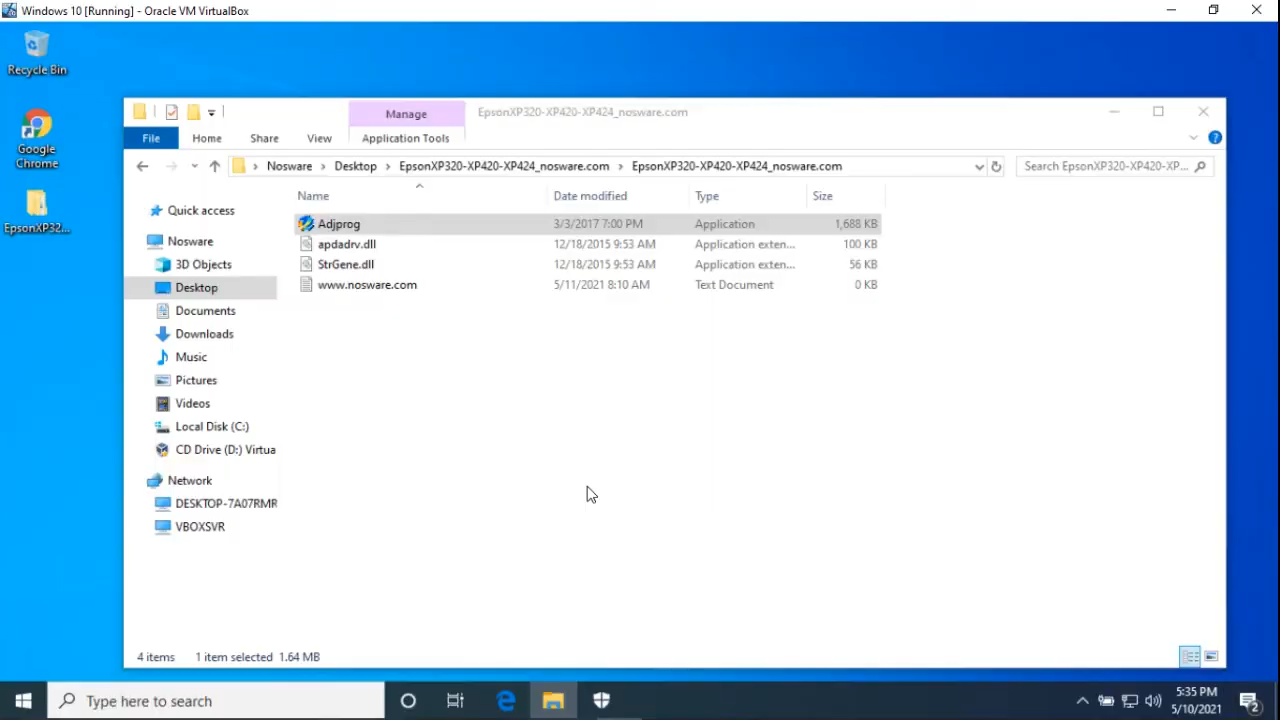 Windows 10 [Running] - Oracle VM VirtualBox
Recycle Bin
Google
Chrome
EpsonXP32...
Manage
EpsonXP320-XP420-XP424_nosware.com
File
Home
Share
View
Application Tools
Nosware
Desktop
EpsonXP320-XP420-XP424_nosware.com
EpsonXP320-XP420-XP424_nosware.com
Search EpsonXP320-XP420-XP...
Name
Date modified
Type
Size
Adjprog
3/3/2017 7:00 PM
Application
1,688 KB
apdadrv.dll
12/18/2015 9:53 AM
Application exten...
100 KB
StrGene.dll
12/18/2015 9:53 AM
Application exten...
56 KB
www.nosware.com
5/11/2021 8:10 AM
Text Document
0 KB
Quick access
Nosware
3D Objects
Desktop
Documents
Downloads
Music
Pictures
Videos
Local Disk (C:)
CD Drive (D:) Virtua
Network
DESKTOP-7A07RMR
VBOXSVR
4 items
1 item selected 1.64 MB
Type here to search
5:35 PM
5/10/2021
2